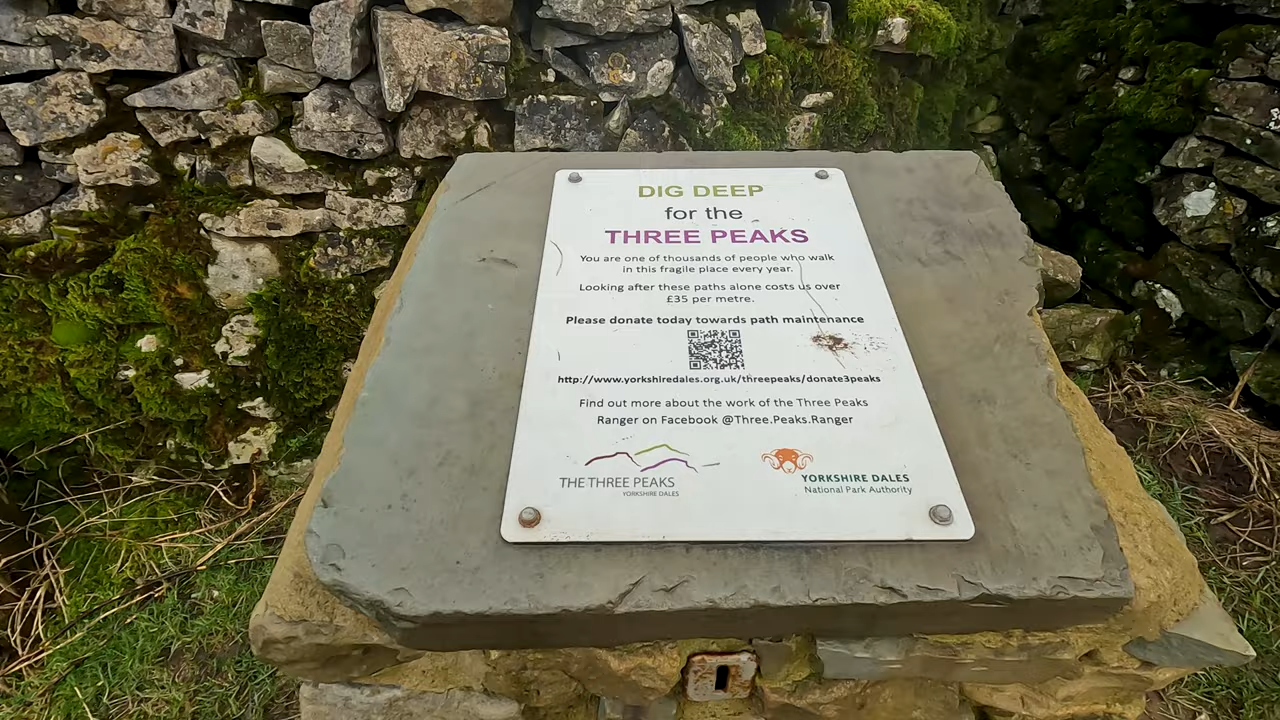 DIG DEEP
for the
THREE PEAKS
You are one of thousands of people who walk
in this fragile place every year.
Looking after these paths alone costs us over
£35 per metre.
Please donate today towards path maintenance
http://www.yorkshiredales.org.uk/threepeaks/donate3peaks
Find out more about the work of the Three Peaks
Ranger on Facebook @Three.Peaks.Ranger
THE THREE PEAKS
YORKSHIRE DALES
YORKSHIRE DALES
National Park Authority